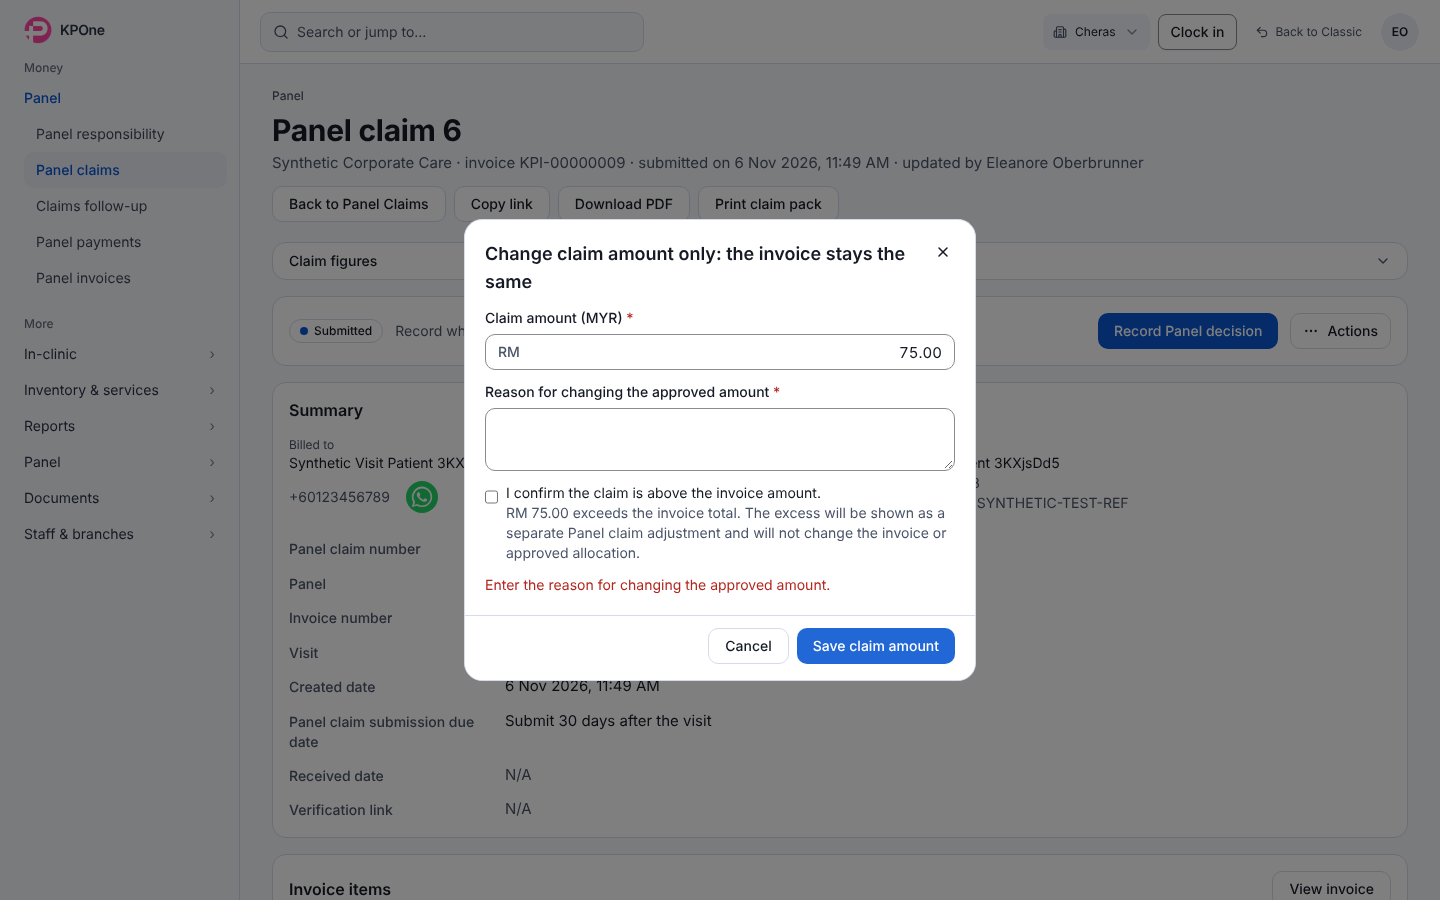 KPOne
Search or jump to...
Cheras
Clock in
Back to Classic
EO
Money
Panel
Panel responsibility
Panel claims
Claims follow-up
Panel payments
Panel invoices
More
In-clinic
Inventory & services
Reports
Panel
Documents
Staff & branches
Panel
Panel claim 6
Synthetic Corporate Care · invoice KPI-00000009 · submitted on 6 Nov 2026, 11:49 AM · updated by Eleanore Oberbrunner
Back to Panel Claims
Copy link
Download PDF
Print claim pack
Claim figures
Submitted
Record
Record Panel decision
Actions
Summary
Billed to
Synthetic Visit Patient
3KXjsDd5
+60123456789
SYNTHETIC-TEST-REF
Panel claim number
Panel
Invoice number
Visit
Created date
6 Nov 2026, 11:49 AM
Panel claim submission due
date
Submit 30 days after the visit
Received date
N/A
Verification link
N/A
Invoice items
View invoice
Change claim amount only: the invoice stays the
same
Claim amount (MYR) *
RM
75.00
Reason for changing the approved amount *
I confirm the claim is above the invoice amount.
RM 75.00 exceeds the invoice total. The excess will be shown as a
separate Panel claim adjustment and will not change the invoice or
approved allocation.
Enter the reason for changing the approved amount.
Cancel
Save claim amount